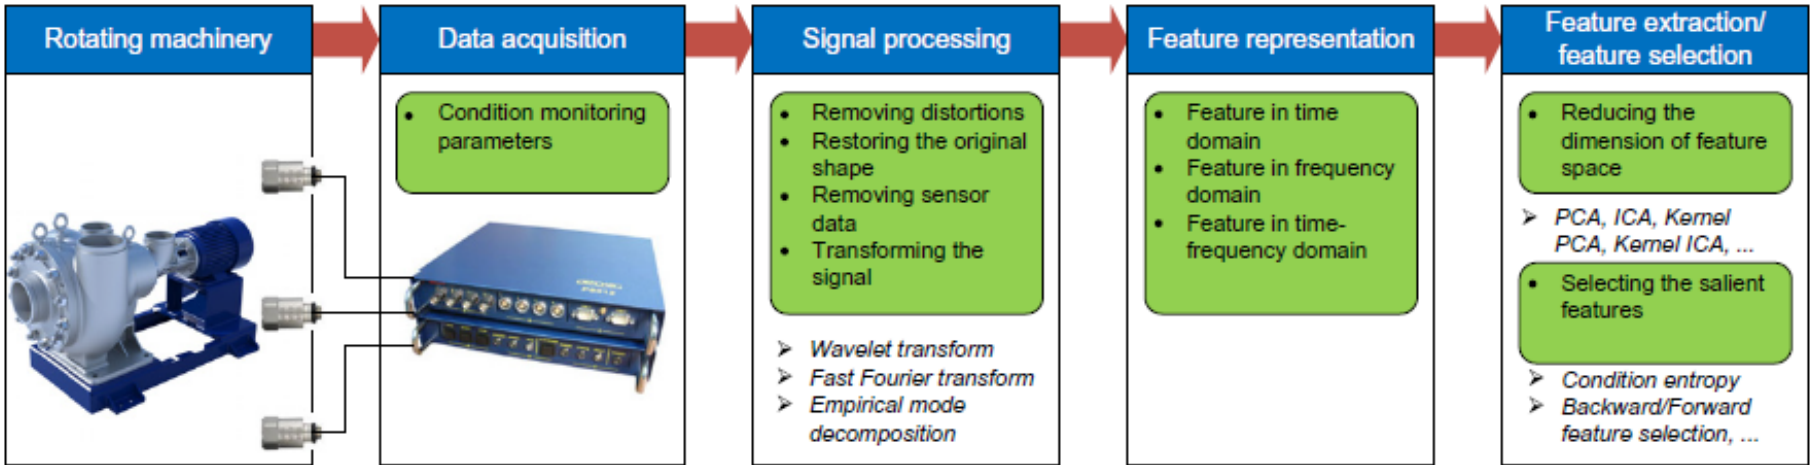 Rotating machinery
Data acquisition
Signal processing
Feature representation
Feature extraction/
feature selection
• Condition monitoring
parameters
• Removing distortions
• Restoring the original
shape
• Removing sensor
data
• Transforming the
signal
➢ Wavelet transform
➢ Fast Fourier transform
➢ Empirical mode
decomposition
• Feature in time
domain
• Feature in frequency
domain
• Feature in time-
frequency domain
• Reducing the
dimension of feature
space
➢ PCA, ICA, Kernel
PCA, Kernel ICA, ...
• Selecting the salient
features
➢ Condition entropy
➢ Backward/Forward
feature selection, ...